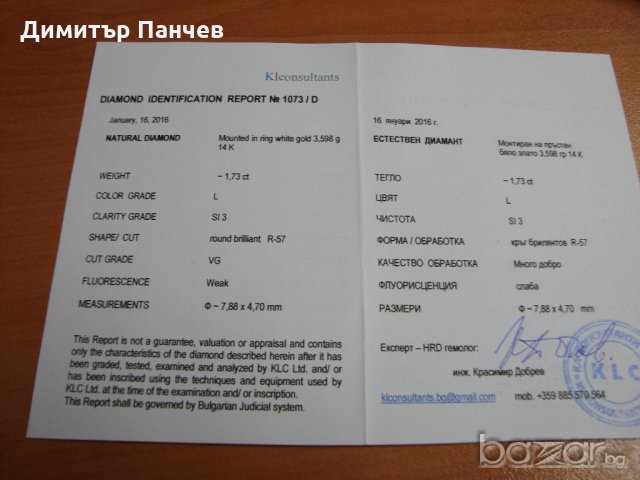 Димитър Панчев
Klconsultants
DIAMOND IDENTIFICATION REPORT № 1073 / D
January, 16, 2016
NATURAL DIAMOND Mounted in ring white gold 3,598 g
14 K
WEIGHT ~ 1,73 ct
COLOR GRADE L
CLARITY GRADE SI 3
SHAPE/ CUT round brilliant R-57
CUT GRADE VG
FLUORESCENCE Weak
MEASUREMENTS Φ ~ 7,88 x 4,70 mm
This Report is not a guarantee, valuation or appraisal and contains
only the characteristics of the diamond described herein after it has
been graded, tested, examined and analyzed by KLC Ltd. and/ or
has been inscribed using the techniques and equipment used by
KLC Ltd. at the time of the examination and/ or inscription.
This Report shall be governed by Bulgarian Judicial system.
16 януари 2016 г.
ЕСТЕСТВЕН ДИАМАНТ Монтиран на пръстен
бяло злато 3,598 гр 14 K
ТЕГЛО ~ 1,73 ct
ЦВЯТ L
ЧИСТОТА SI 3
ФОРМА / ОБРАБОТКА кръг брилянтов R-57
КАЧЕСТВО ОБРАБОТКА Много добро
ФЛУОРИСЦЕНЦИЯ слаба
РАЗМЕРИ Φ ~ 7,88 x 4,70 mm
Експерт – HRD гемолог:
инж. Красимир Добрев
klconsultants.bg@gmail.com mob. +359 885 570 564
KLC
bazar.bg